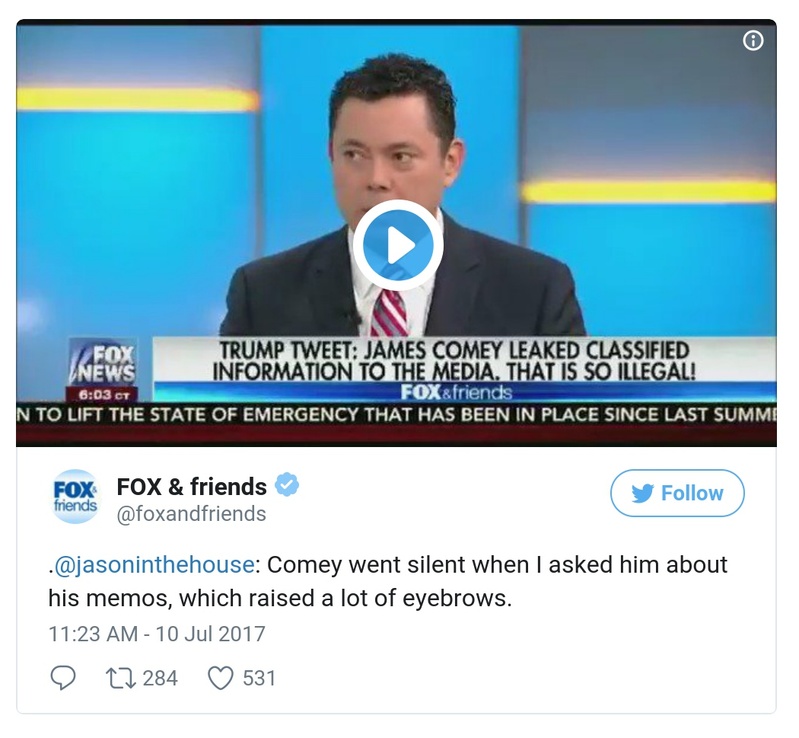 TRUMP TWEET: JAMES COMEY LEAKED CLASSIFIED
INFORMATION TO THE MEDIA. THAT IS SO ILLEGAL!
FOX NEWS
6:03 CT
FOX&friends
N TO LIFT THE STATE OF EMERGENCY THAT HAS BEEN IN PLACE SINCE LAST SUMM
FOX& friends
FOX & friends
@foxandfriends
Follow
.@jasoninthehouse: Comey went silent when I asked him about
his memos, which raised a lot of eyebrows.
11:23 AM - 10 Jul 2017
284 531